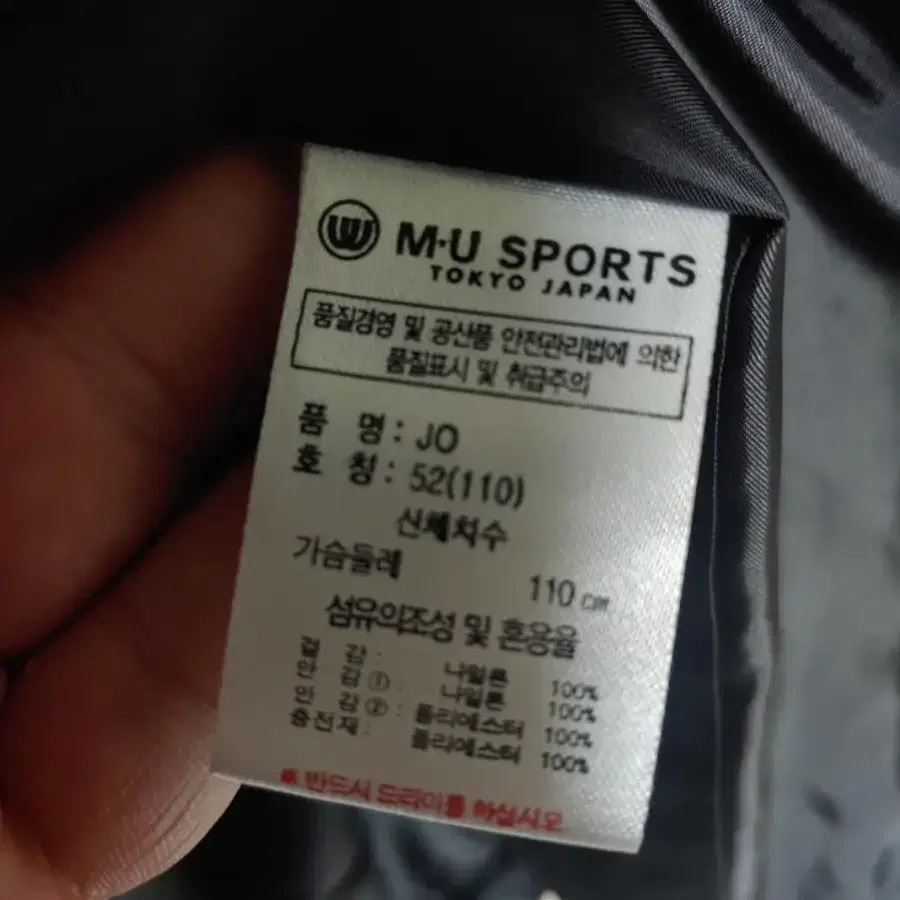 M·U SPORTS
TOKYO JAPAN
품질경영 및 공산품 안전관리법에 의한
품질표시 및 취급주의
품 명 : JO
호 칭 : 52(110)
신체치수
가슴둘레 110 cm
섬유의조성 및 혼용율
겉 감 : 나일론 100%
안 감 ① : 나일론 100%
안 감 ② : 폴리에스터 100%
충전재 : 폴리에스터 100%
※ 반드시 드라이를 하십시오